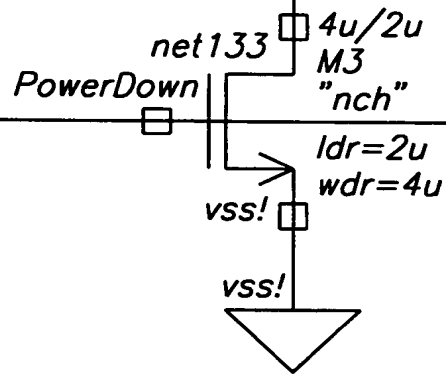 4u/2u
net133
M3
PowerDown
"nch"
ldr=2u
wdr=4u
vss!
vss!